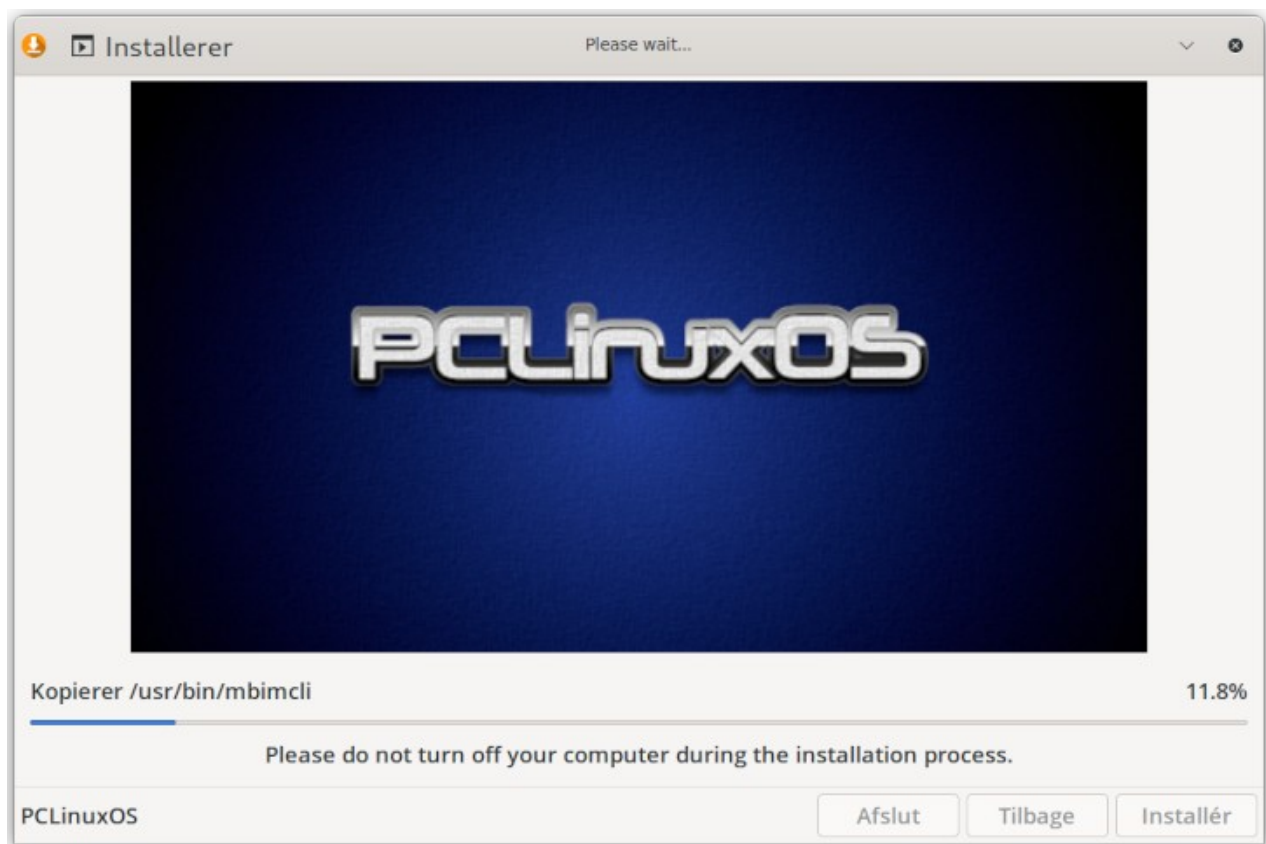 Installerer
Please wait...
PCLinuxOS
Kopierer /usr/bin/mbimcli
11.8%
Please do not turn off your computer during the installation process.
PCLinuxOS
Afslut
Tilbage
Installér